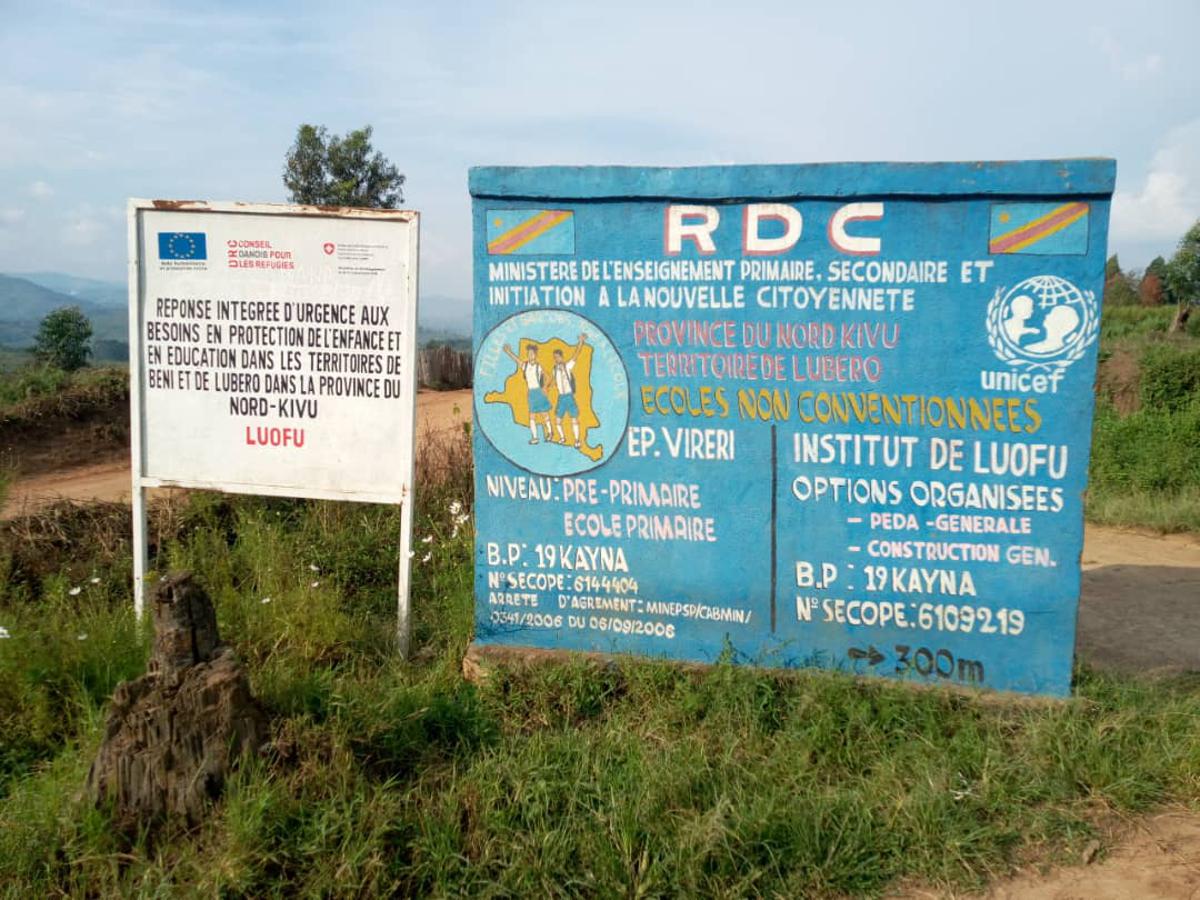 DRC CONSEIL
DANOIS POUR
LES REFUGIES
REPONSE INTEGREE D'URGENCE AUX
BESOINS EN PROTECTION DE L'ENFANCE ET
EN EDUCATION DANS LES TERRITOIRES DE
BENI ET DE LUBERO DANS LA PROVINCE DU
NORD-KIVU
LUOFU
RDC
MINISTERE DE L'ENSEIGNEMENT PRIMAIRE, SECONDAIRE ET
INITIATION A LA NOUVELLE CITOYENNETE
PROVINCE DU NORD KIVU
TERRITOIRE DE LUBERO
unicef
ECOLES NON CONVENTIONNEES
EP. VIRERI
NIVEAU: PRE-PRIMAIRE
ECOLE PRIMAIRE
B.P: 19 KAYNA
N° SECOPE: 6144404
ARRETE D'AGREMENT: MINEPSP/CABMIN/
0341/2006 DU 06/09/2006
INSTITUT DE LUOFU
OPTIONS ORGANISEES
- PEDA-GENERALE
- CONSTRUCTION GEN.
B.P : 19 KAYNA
N° SECOPE: 6109219
→ 300m